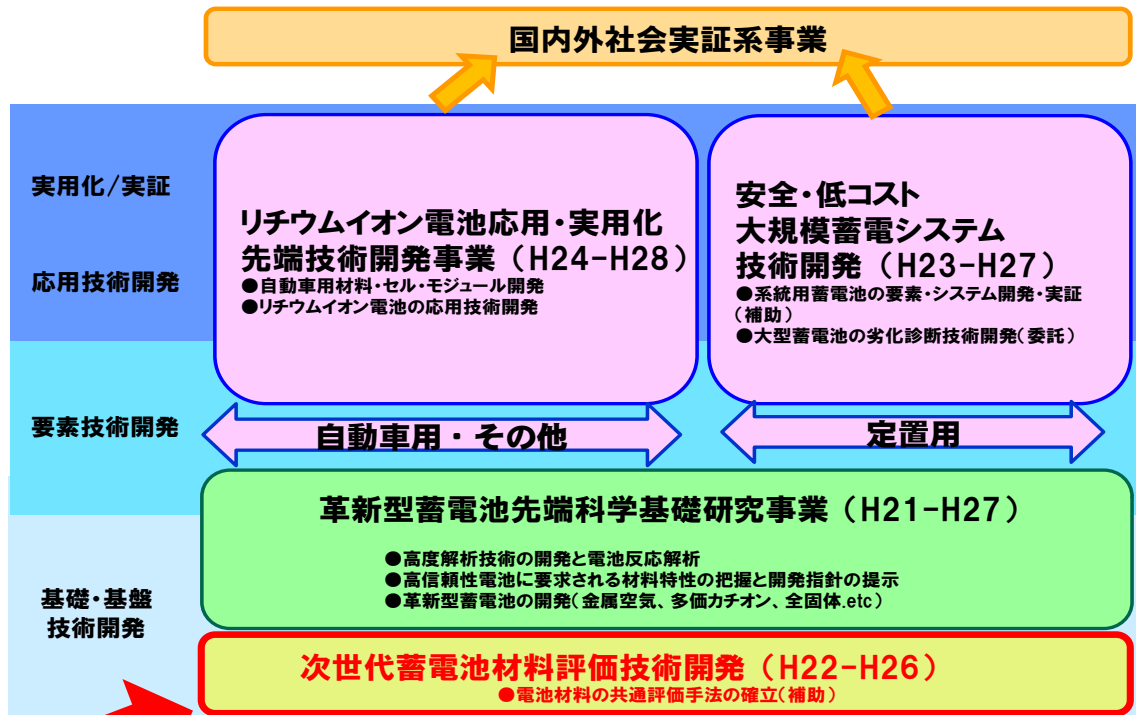 国内外社会実証系事業
実用化/実証
応用技術開発
要素技術開発
基礎・基盤
技術開発
リチウムイオン電池応用・実用化
先端技術開発事業（H24-H28）
●自動車用材料・セル・モジュール開発
●リチウムイオン電池の応用技術開発
安全・低コスト
大規模蓄電システム
技術開発（H23-H27）
●系統用蓄電池の要素・システム開発・実証
（補助）
●大型蓄電池の劣化診断技術開発（委託）
自動車用・その他
定置用
革新型蓄電池先端科学基礎研究事業（H21-H27）
●高度解析技術の開発と電池反応解析
●高信頼性電池に要求される材料特性の把握と開発指針の提示
●革新型蓄電池の開発（金属空気、多価カチオン、全固体.etc）
次世代蓄電池材料評価技術開発（H22-H26）
●電池材料の共通評価手法の確立（補助）